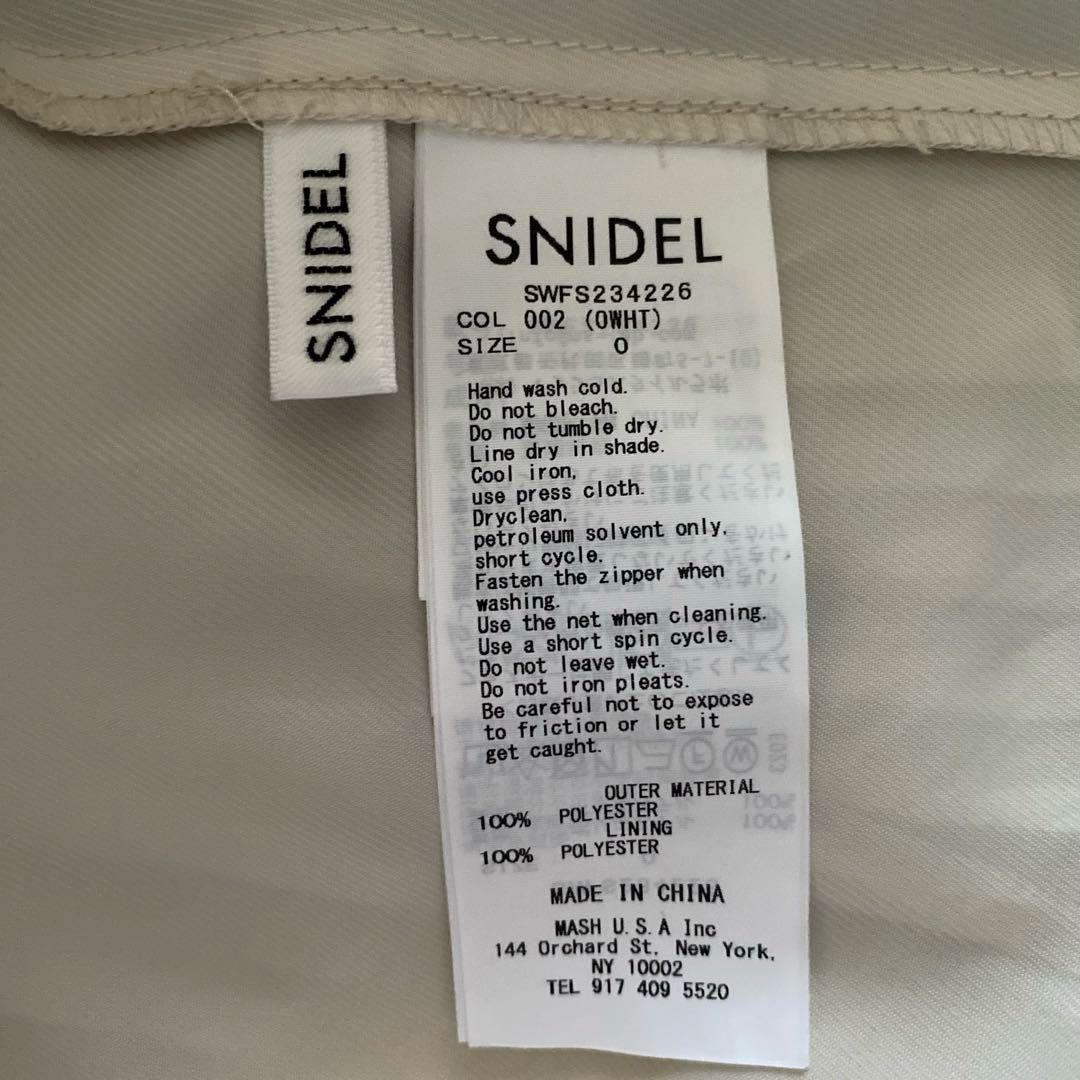 SNIDEL
SNIDEL
SWFS234226
COL 002 (OWHT)
SIZE 0
Hand wash cold.
Do not bleach.
Do not tumble dry.
Line dry in shade.
Cool iron,
use press cloth.
Dryclean,
petroleum solvent only,
short cycle.
Fasten the zipper when
washing.
Use the net when cleaning.
Use a short spin cycle.
Do not leave wet.
Do not iron pleats.
Be careful not to expose
to friction or let it
get caught.
OUTER MATERIAL
100% POLYESTER
LINING
100% POLYESTER
MADE IN CHINA
MASH U.S.A Inc
144 Orchard St, New York,
NY 10002
TEL 917 409 5520